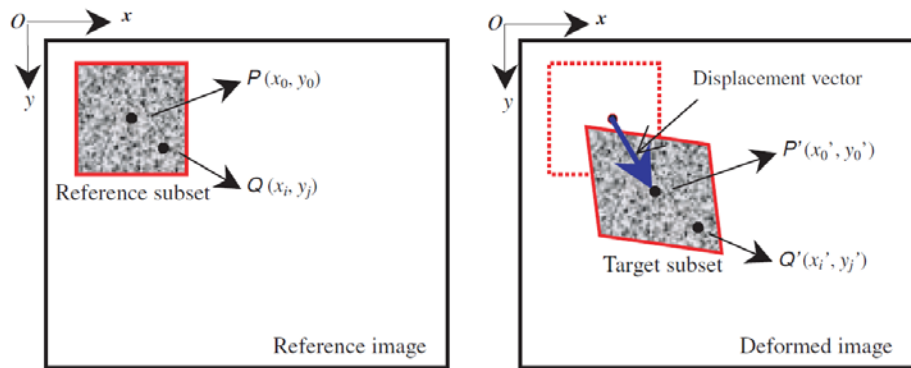 O x
y
P (x₀, y₀)
Q (xᵢ, yⱼ)
Reference subset
Reference image
O x
y
Displacement vector
P’(x₀’, y₀’)
Q’(xᵢ’, yⱼ’)
Target subset
Deformed image